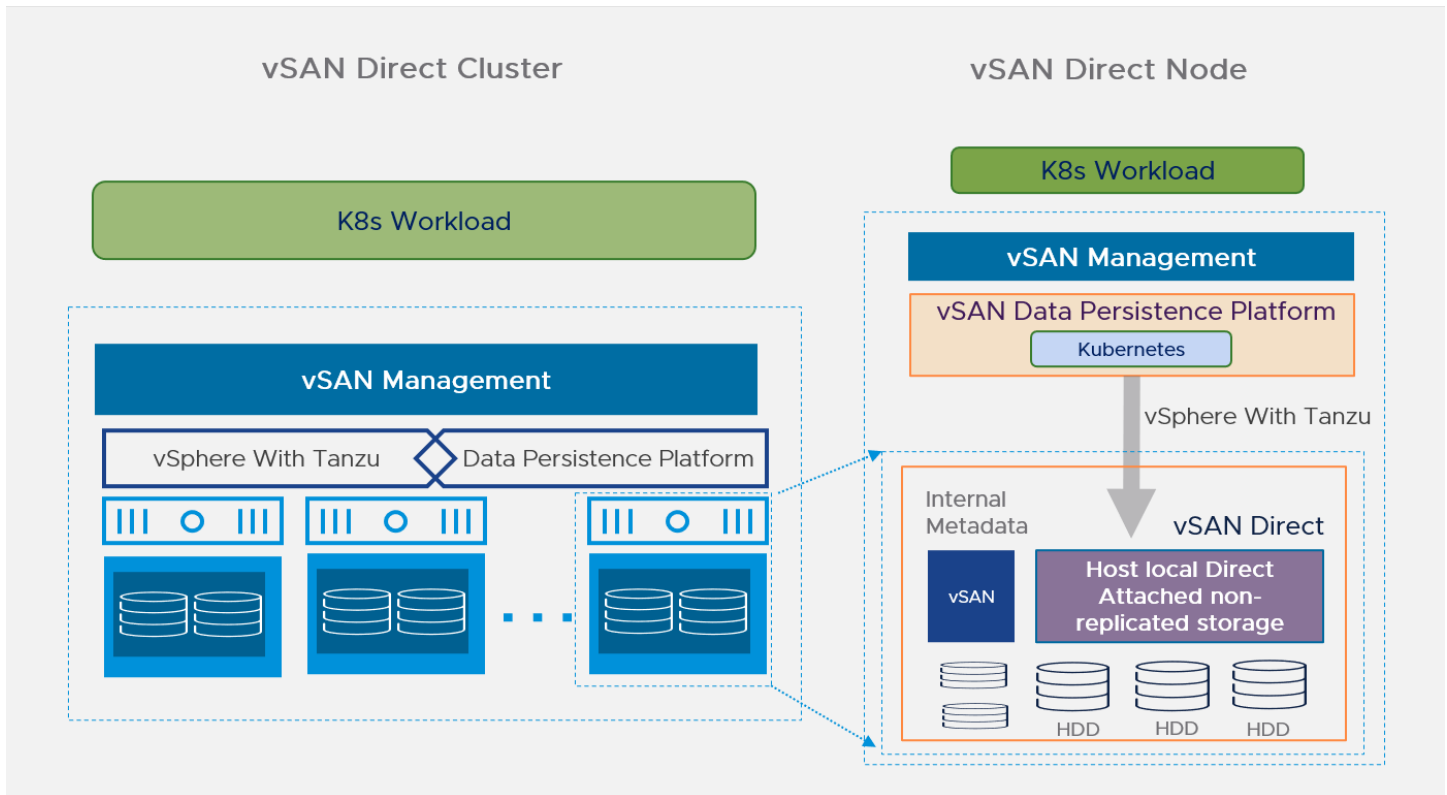 vSAN Direct Cluster
K8s Workload
vSAN Management
vSphere With Tanzu
Data Persistence Platform
vSAN Direct Node
K8s Workload
vSAN Management
vSAN Data Persistence Platform
Kubernetes
vSphere With Tanzu
Internal
Metadata
vSAN Direct
vSAN
Host local Direct
Attached non-
replicated storage
HDD
HDD
HDD